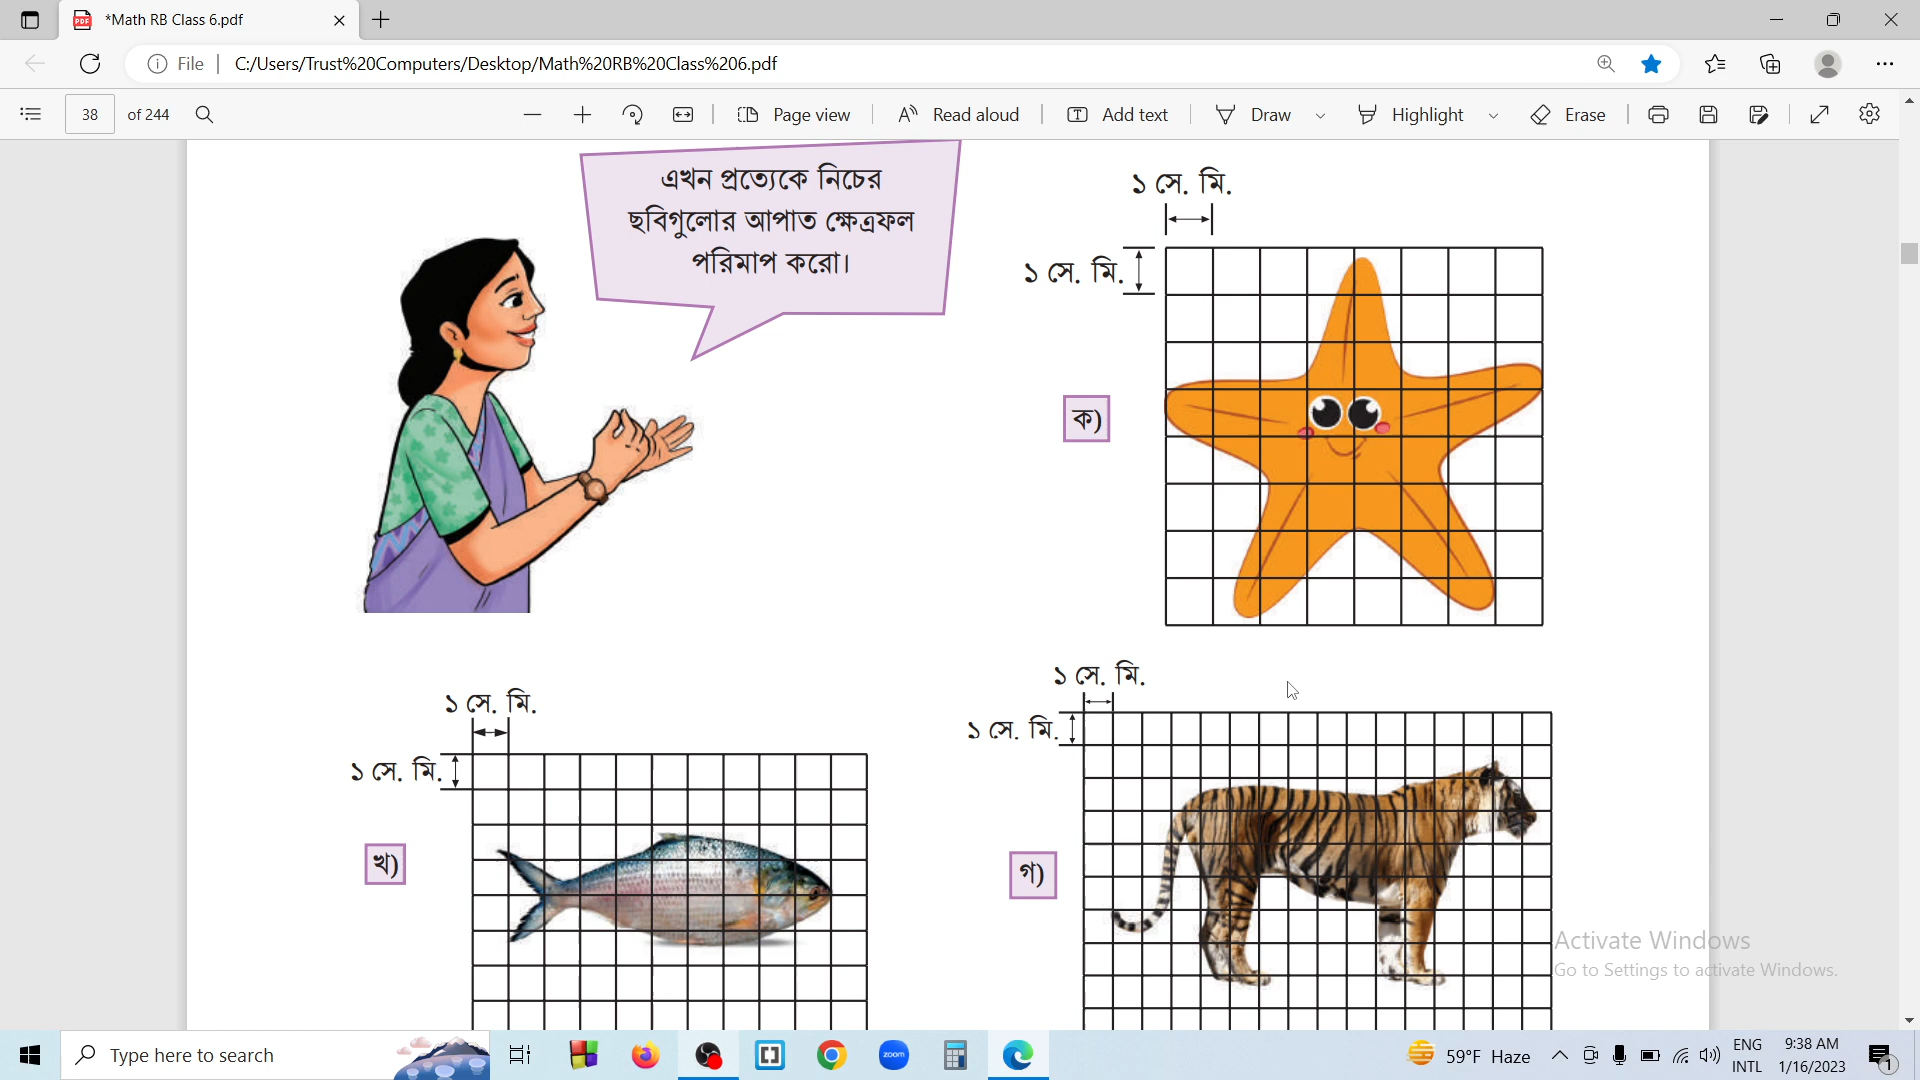 *Math RB Class 6.pdf
File
C:/Users/Trust%20Computers/Desktop/Math%20RB%20Class%206.pdf
38 of 244
Page view
Read aloud
Add text
Draw
Highlight
Erase
এখন প্রত্যেকে নিচের
ছবিগুলোর আপাত ক্ষেত্রফল
পরিমাপ করো।
১ সে. মি.
১ সে. মি.
ক)
১ সে. মি.
১ সে. মি.
খ)
১ সে. মি.
১ সে. মি.
গ)
Activate Windows
Go to Settings to activate Windows.
Type here to search
zoom
59°F Haze
ENG
INTL
9:38 AM
1/16/2023
1